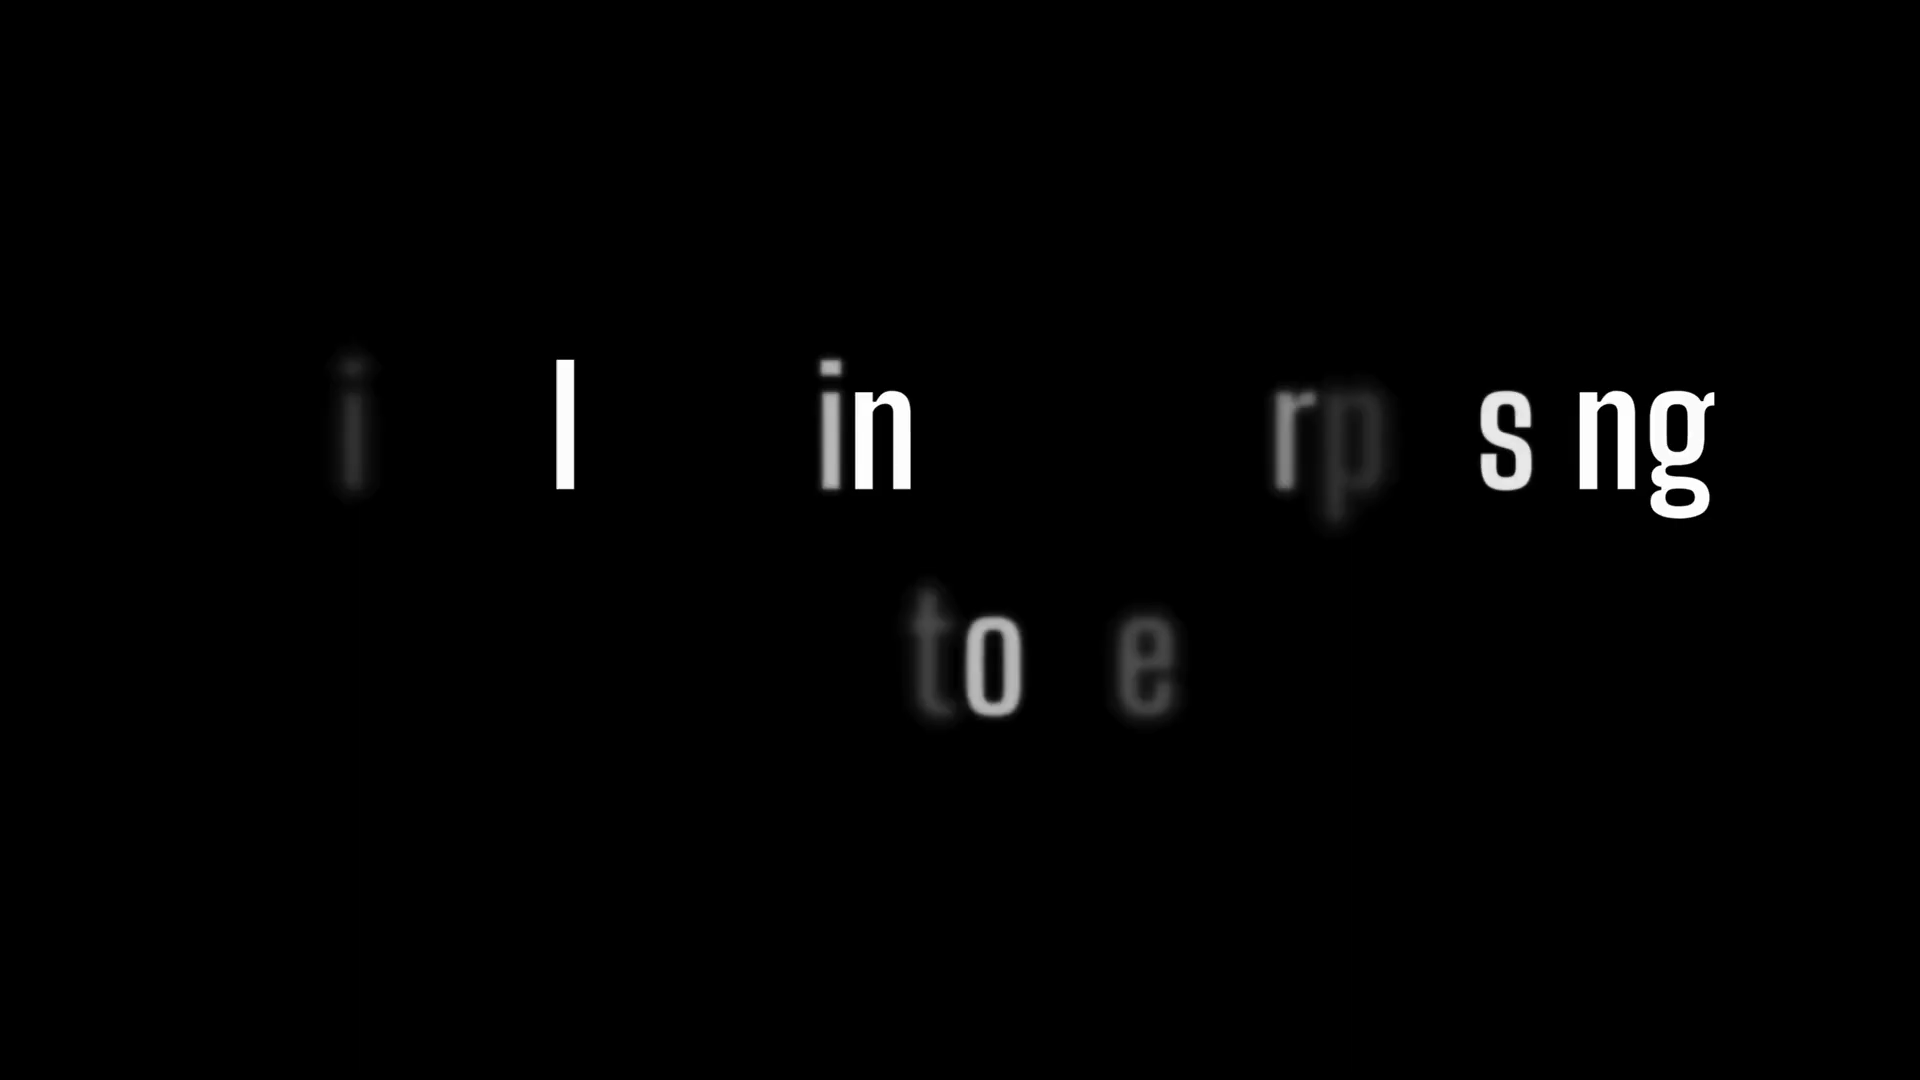 i l in rp s ng
to e